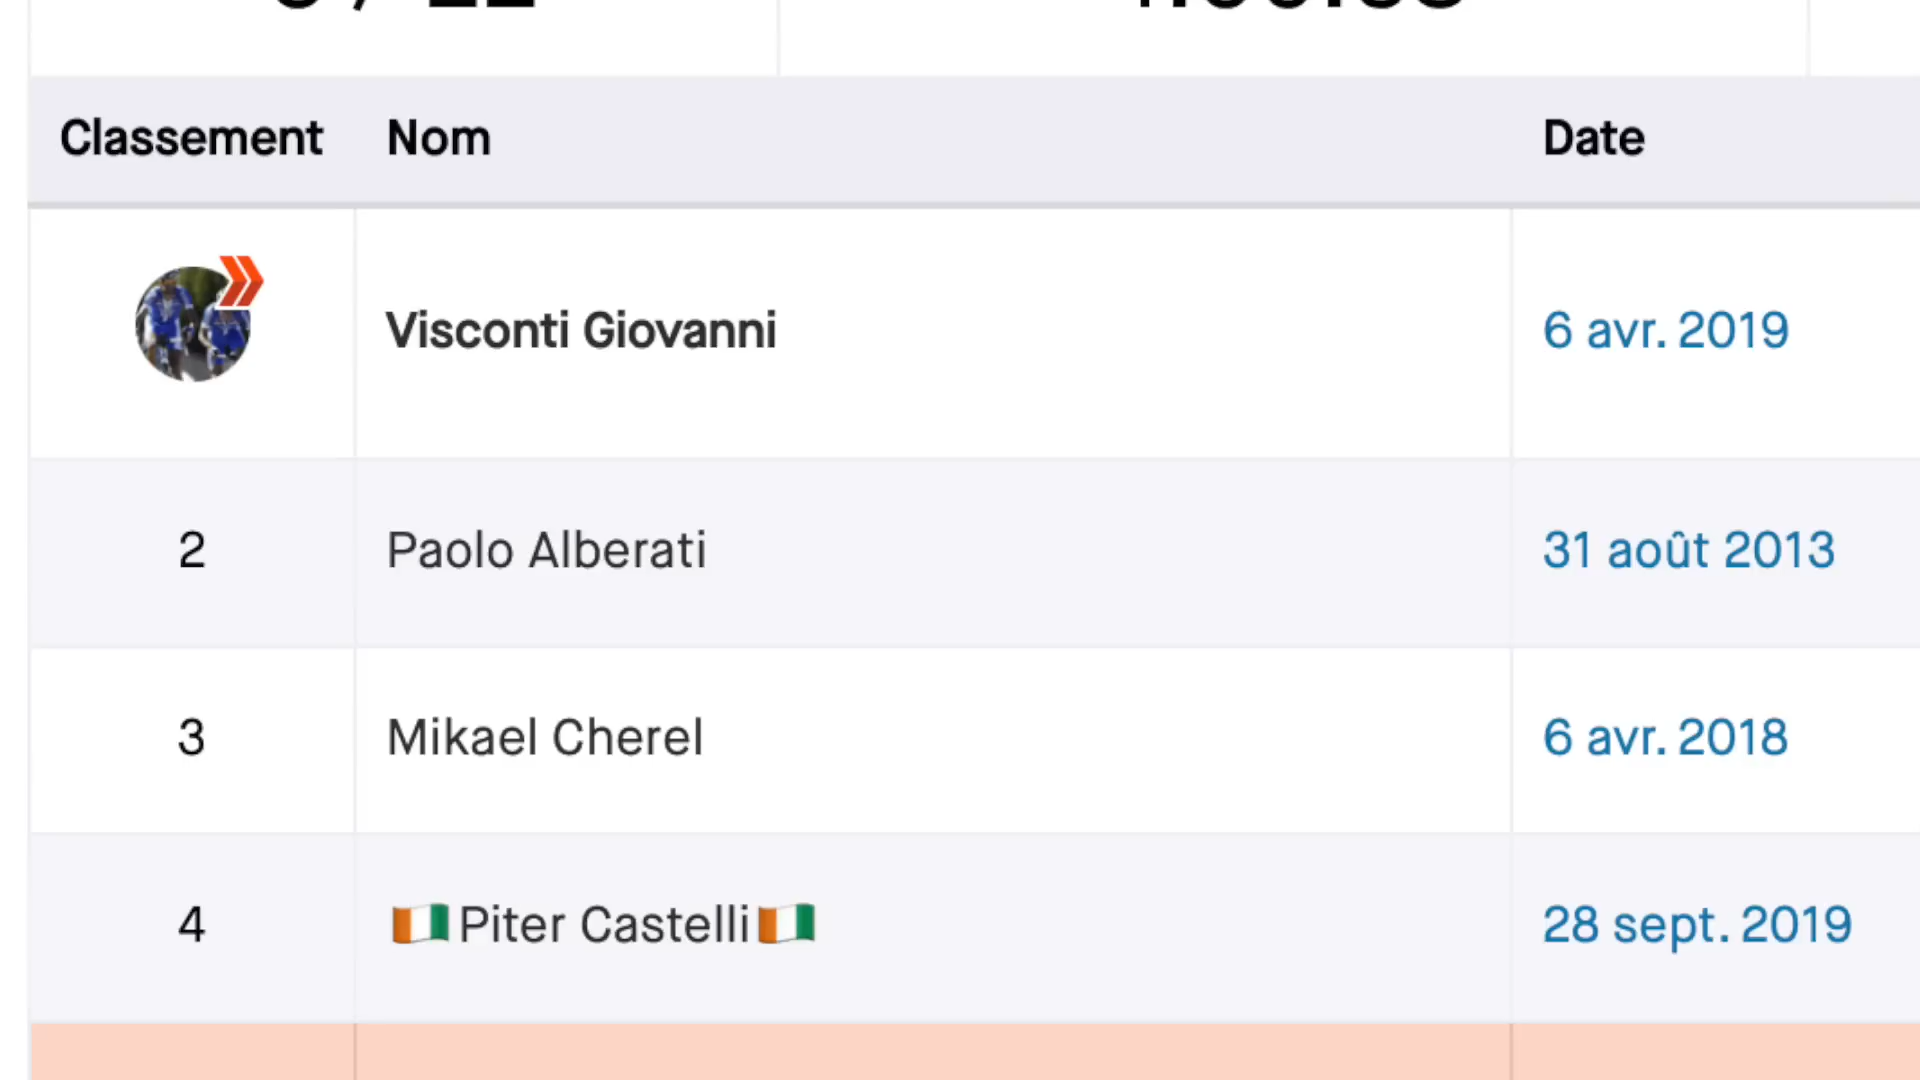 Classement Nom Date
Visconti Giovanni 6 avr. 2019
2 Paolo Alberati 31 août 2013
3 Mikael Cherel 6 avr. 2018
4 🇨🇮Piter Castelli🇨🇮 28 sept. 2019